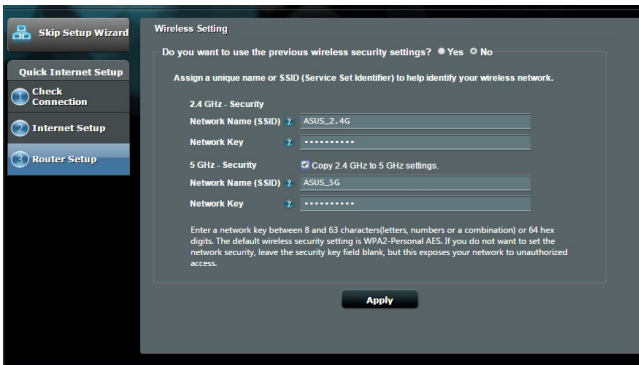 Skip Setup Wizard
Quick Internet Setup
1 Check
Connection
2 Internet Setup
3 Router Setup
Wireless Setting
Do you want to use the previous wireless security settings? Yes No
Assign a unique name or SSID (Service Set Identifier) to help identify your wireless network.
2.4 GHz - Security
Network Name (SSID) ? ASUS_2.4G
Network Key ? ••••••••••
5 GHz - Security Copy 2.4 GHz to 5 GHz settings.
Network Name (SSID) ? ASUS_5G
Network Key ? ••••••••••
Enter a network key between 8 and 63 characters(letters, numbers or a combination) or 64 hex
digits. The default wireless security setting is WPA2-Personal AES. If you do not want to set the
network security, leave the security key field blank, but this exposes your network to unauthorized
access.
Apply